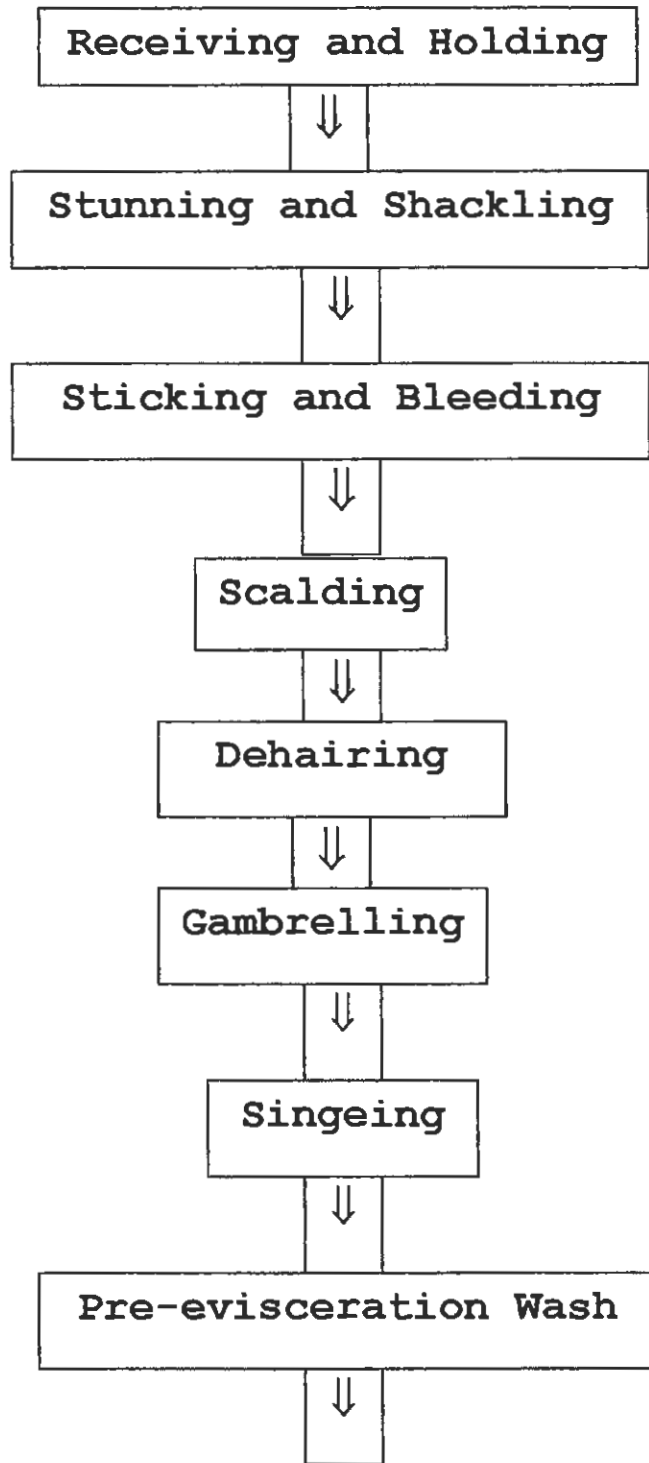 Receiving and Holding
⇓
Stunning and Shackling
⇓
Sticking and Bleeding
⇓
Scalding
⇓
Dehairing
⇓
Gambrelling
⇓
Singeing
⇓
Pre-evisceration Wash
⇓